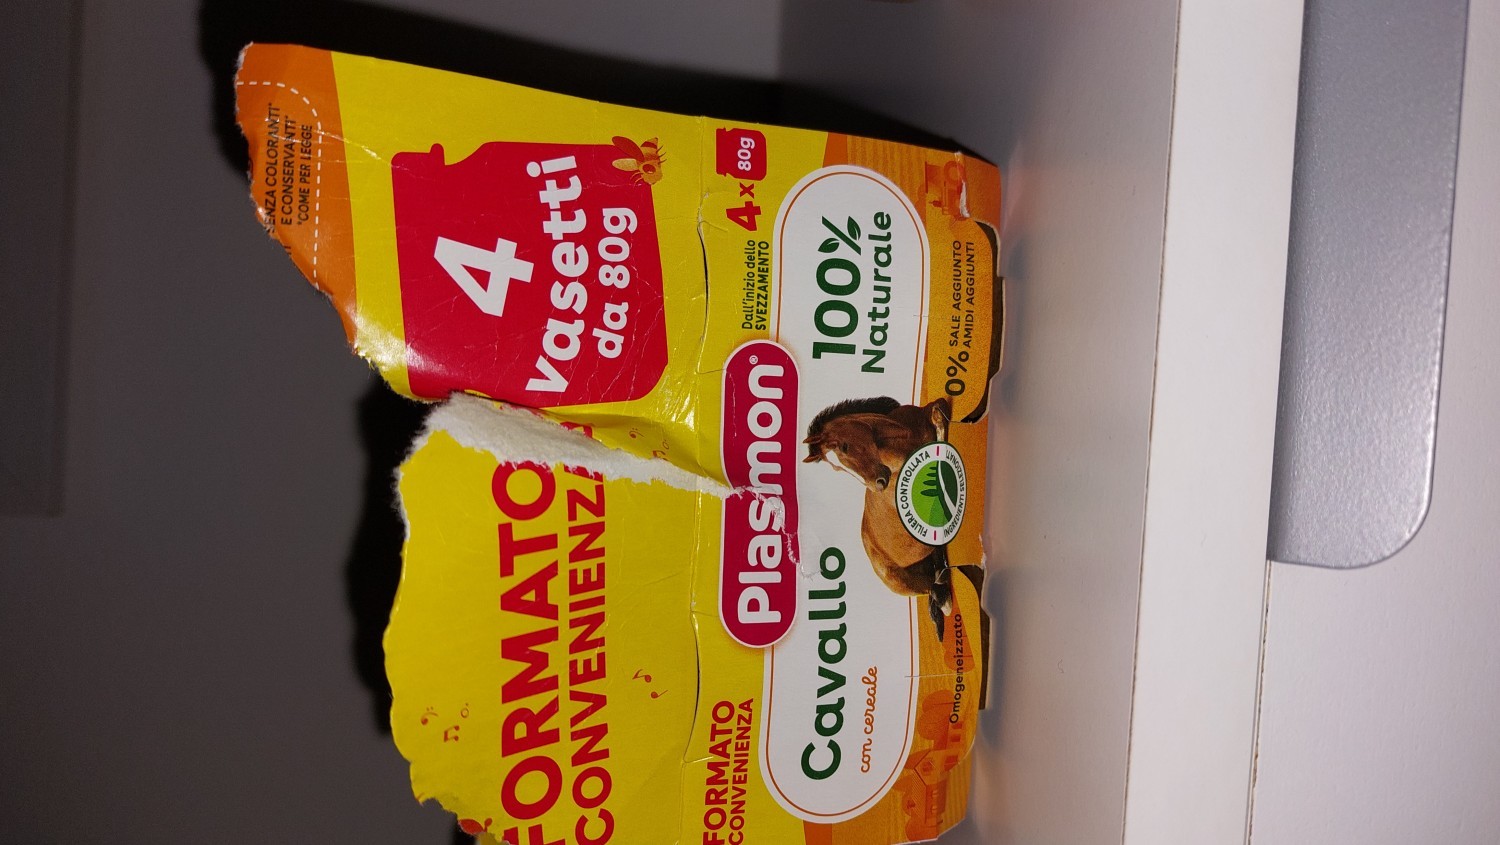 SENZA COLORANTI*
E CONSERVANTI*
*COME PER LEGGE
4
vasetti
da 80g
FORMATO
CONVENIENZA
FORMATO
CONVENIENZA
Plasmon®
Dall'inizio dello
SVEZZAMENTO
4x 80g
Cavallo
con cereale
100%
Naturale
FILIERA CONTROLLATA
INGREDIENTI SELEZIONATI
Omogeneizzato
0% SALE AGGIUNTO
AMIDI AGGIUNTI